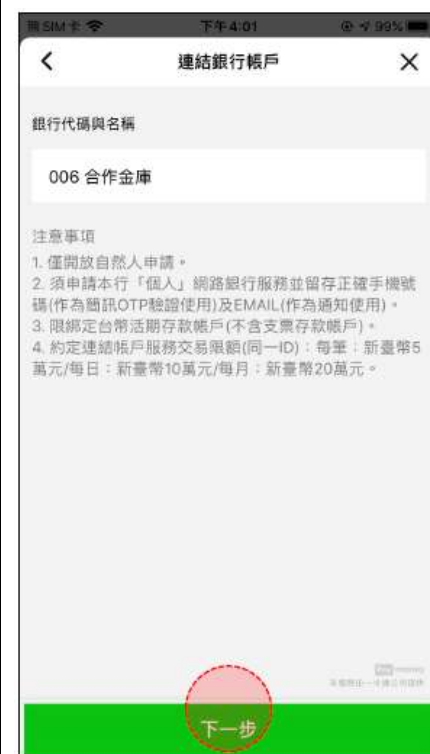 無SIM卡 下午4:01 99%
連結銀行帳戶
銀行代碼與名稱
006 合作金庫
注意事項
1. 僅開放自然人申請。
2. 須申請本行「個人」網路銀行服務並留存正確手機號
碼(作為簡訊OTP驗證使用)及EMAIL(作為通知使用)。
3. 限綁定台幣活期存款帳戶(不含支票存款帳戶)。
4. 約定連結帳戶服務交易限額(同一ID)：每筆：新臺幣5
萬元/每日：新臺幣10萬元/每月：新臺幣20萬元。
下一步